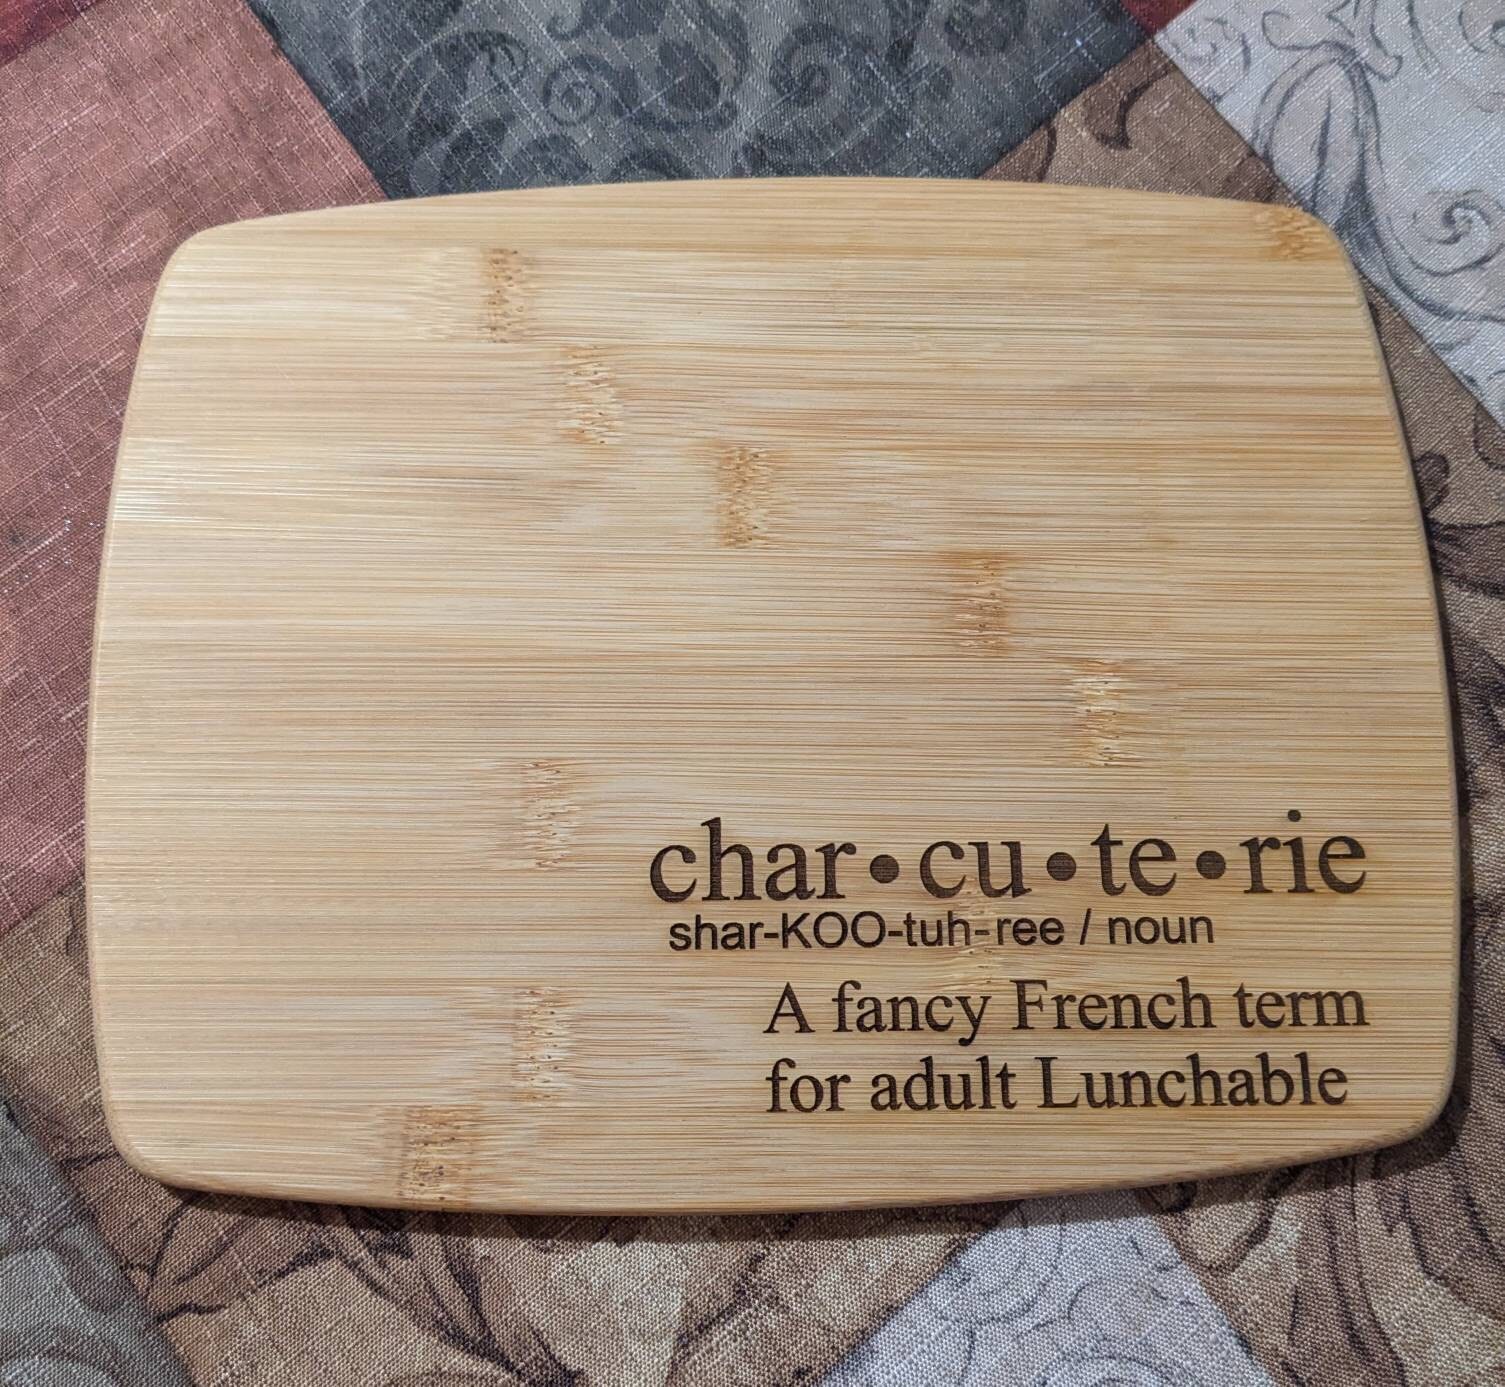 char•cu•te•rie
shar-KOO-tuh-ree / noun
A fancy French term
for adult Lunchable